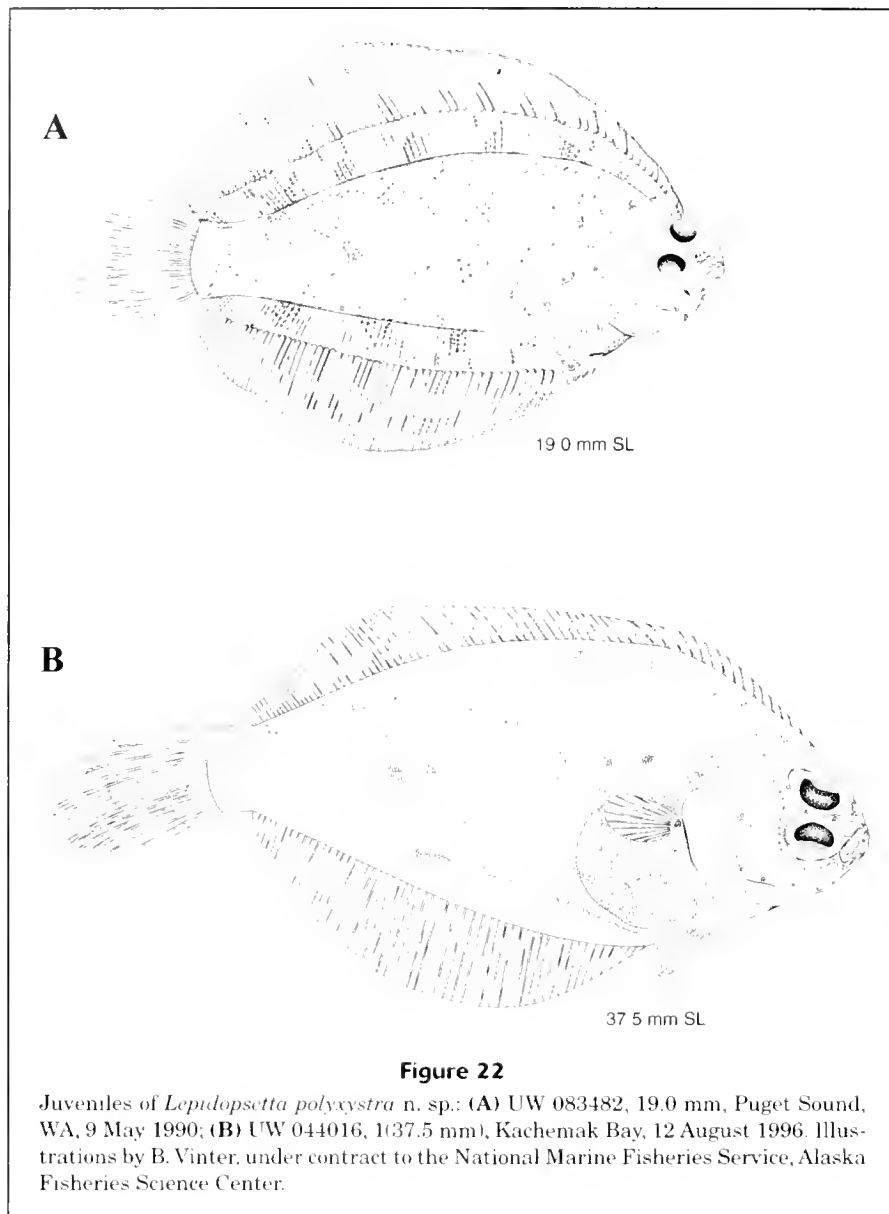 A
19 0 mm SL
B
37 5 mm SL
Figure 22
Juveniles of Lepidopsetta polyxystra n. sp.: (A) UW 083482, 19.0 mm, Puget Sound,
WA, 9 May 1990; (B) UW 044016, 1(37.5 mm), Kachemak Bay, 12 August 1996. Illus-
trations by B. Vinter, under contract to the National Marine Fisheries Service, Alaska
Fisheries Science Center.